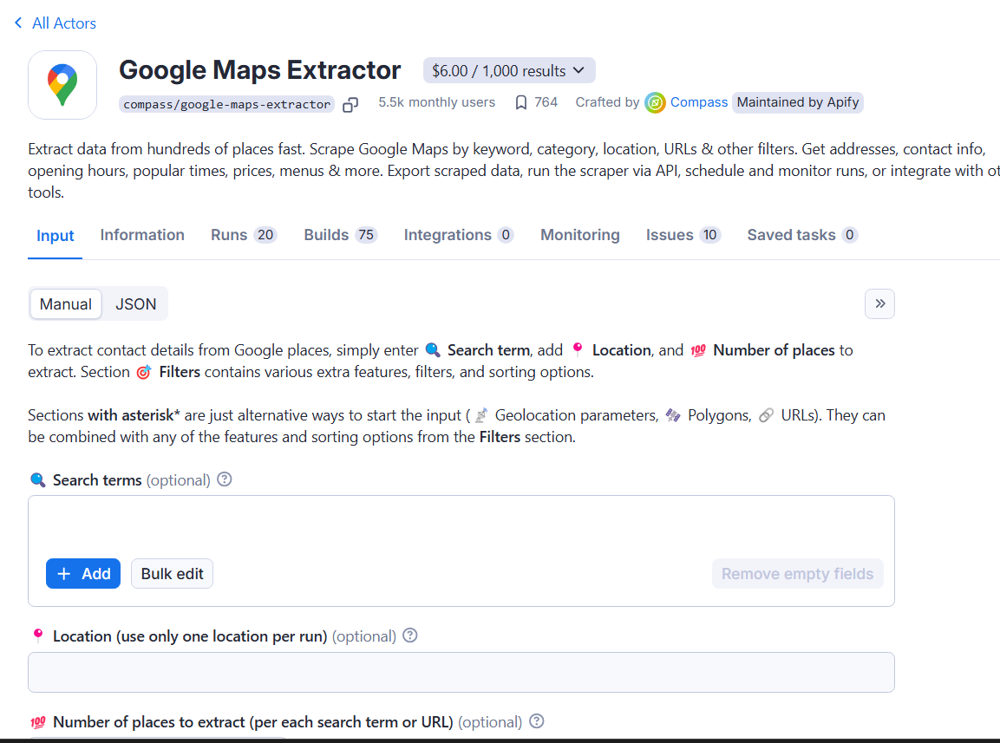 All Actors
Google Maps Extractor
$6.00 / 1,000 results
compass/google-maps-extractor
5.5k monthly users
764
Crafted by Compass Maintained by Apify
Extract data from hundreds of places fast. Scrape Google Maps by keyword, category, location, URLs & other filters. Get addresses, contact info,
opening hours, popular times, prices, menus & more. Export scraped data, run the scraper via API, schedule and monitor runs, or integrate with ot
tools.
Input Information Runs 20 Builds 75 Integrations 0 Monitoring Issues 10 Saved tasks 0
Manual JSON
To extract contact details from Google places, simply enter 🔍 Search term, add 📍 Location, and 💯 Number of places to
extract. Section 🎯 Filters contains various extra features, filters, and sorting options.
Sections with asterisk* are just alternative ways to start the input ( 📡 Geolocation parameters, 🛰 Polygons, 🔗 URLs). They can
be combined with any of the features and sorting options from the Filters section.
🔍 Search terms (optional)
+ Add Bulk edit Remove empty fields
📍 Location (use only one location per run) (optional)
💯 Number of places to extract (per each search term or URL) (optional)